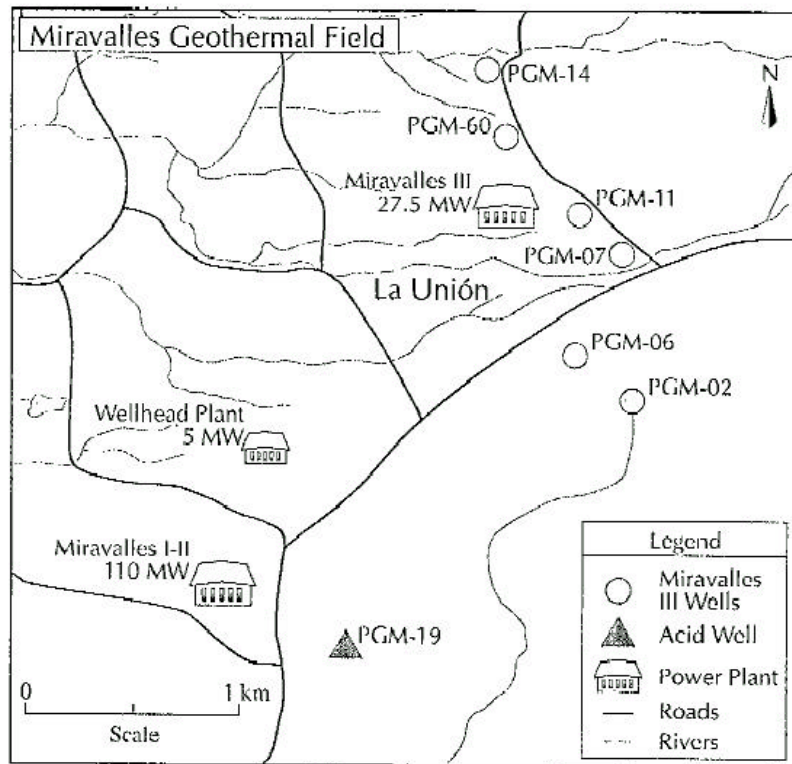 Miravalles Geothermal Field
PGM-14
N
PGM-60
Miravalles III
27.5 MW
PGM-11
PGM-07
La Unión
PGM-06
PGM-02
Wellhead Plant
5 MW
Miravalles I-II
110 MW
PGM-19
0
1 km
Scale
Legend
Miravalles
III Wells
Acid Well
Power Plant
Roads
Rivers